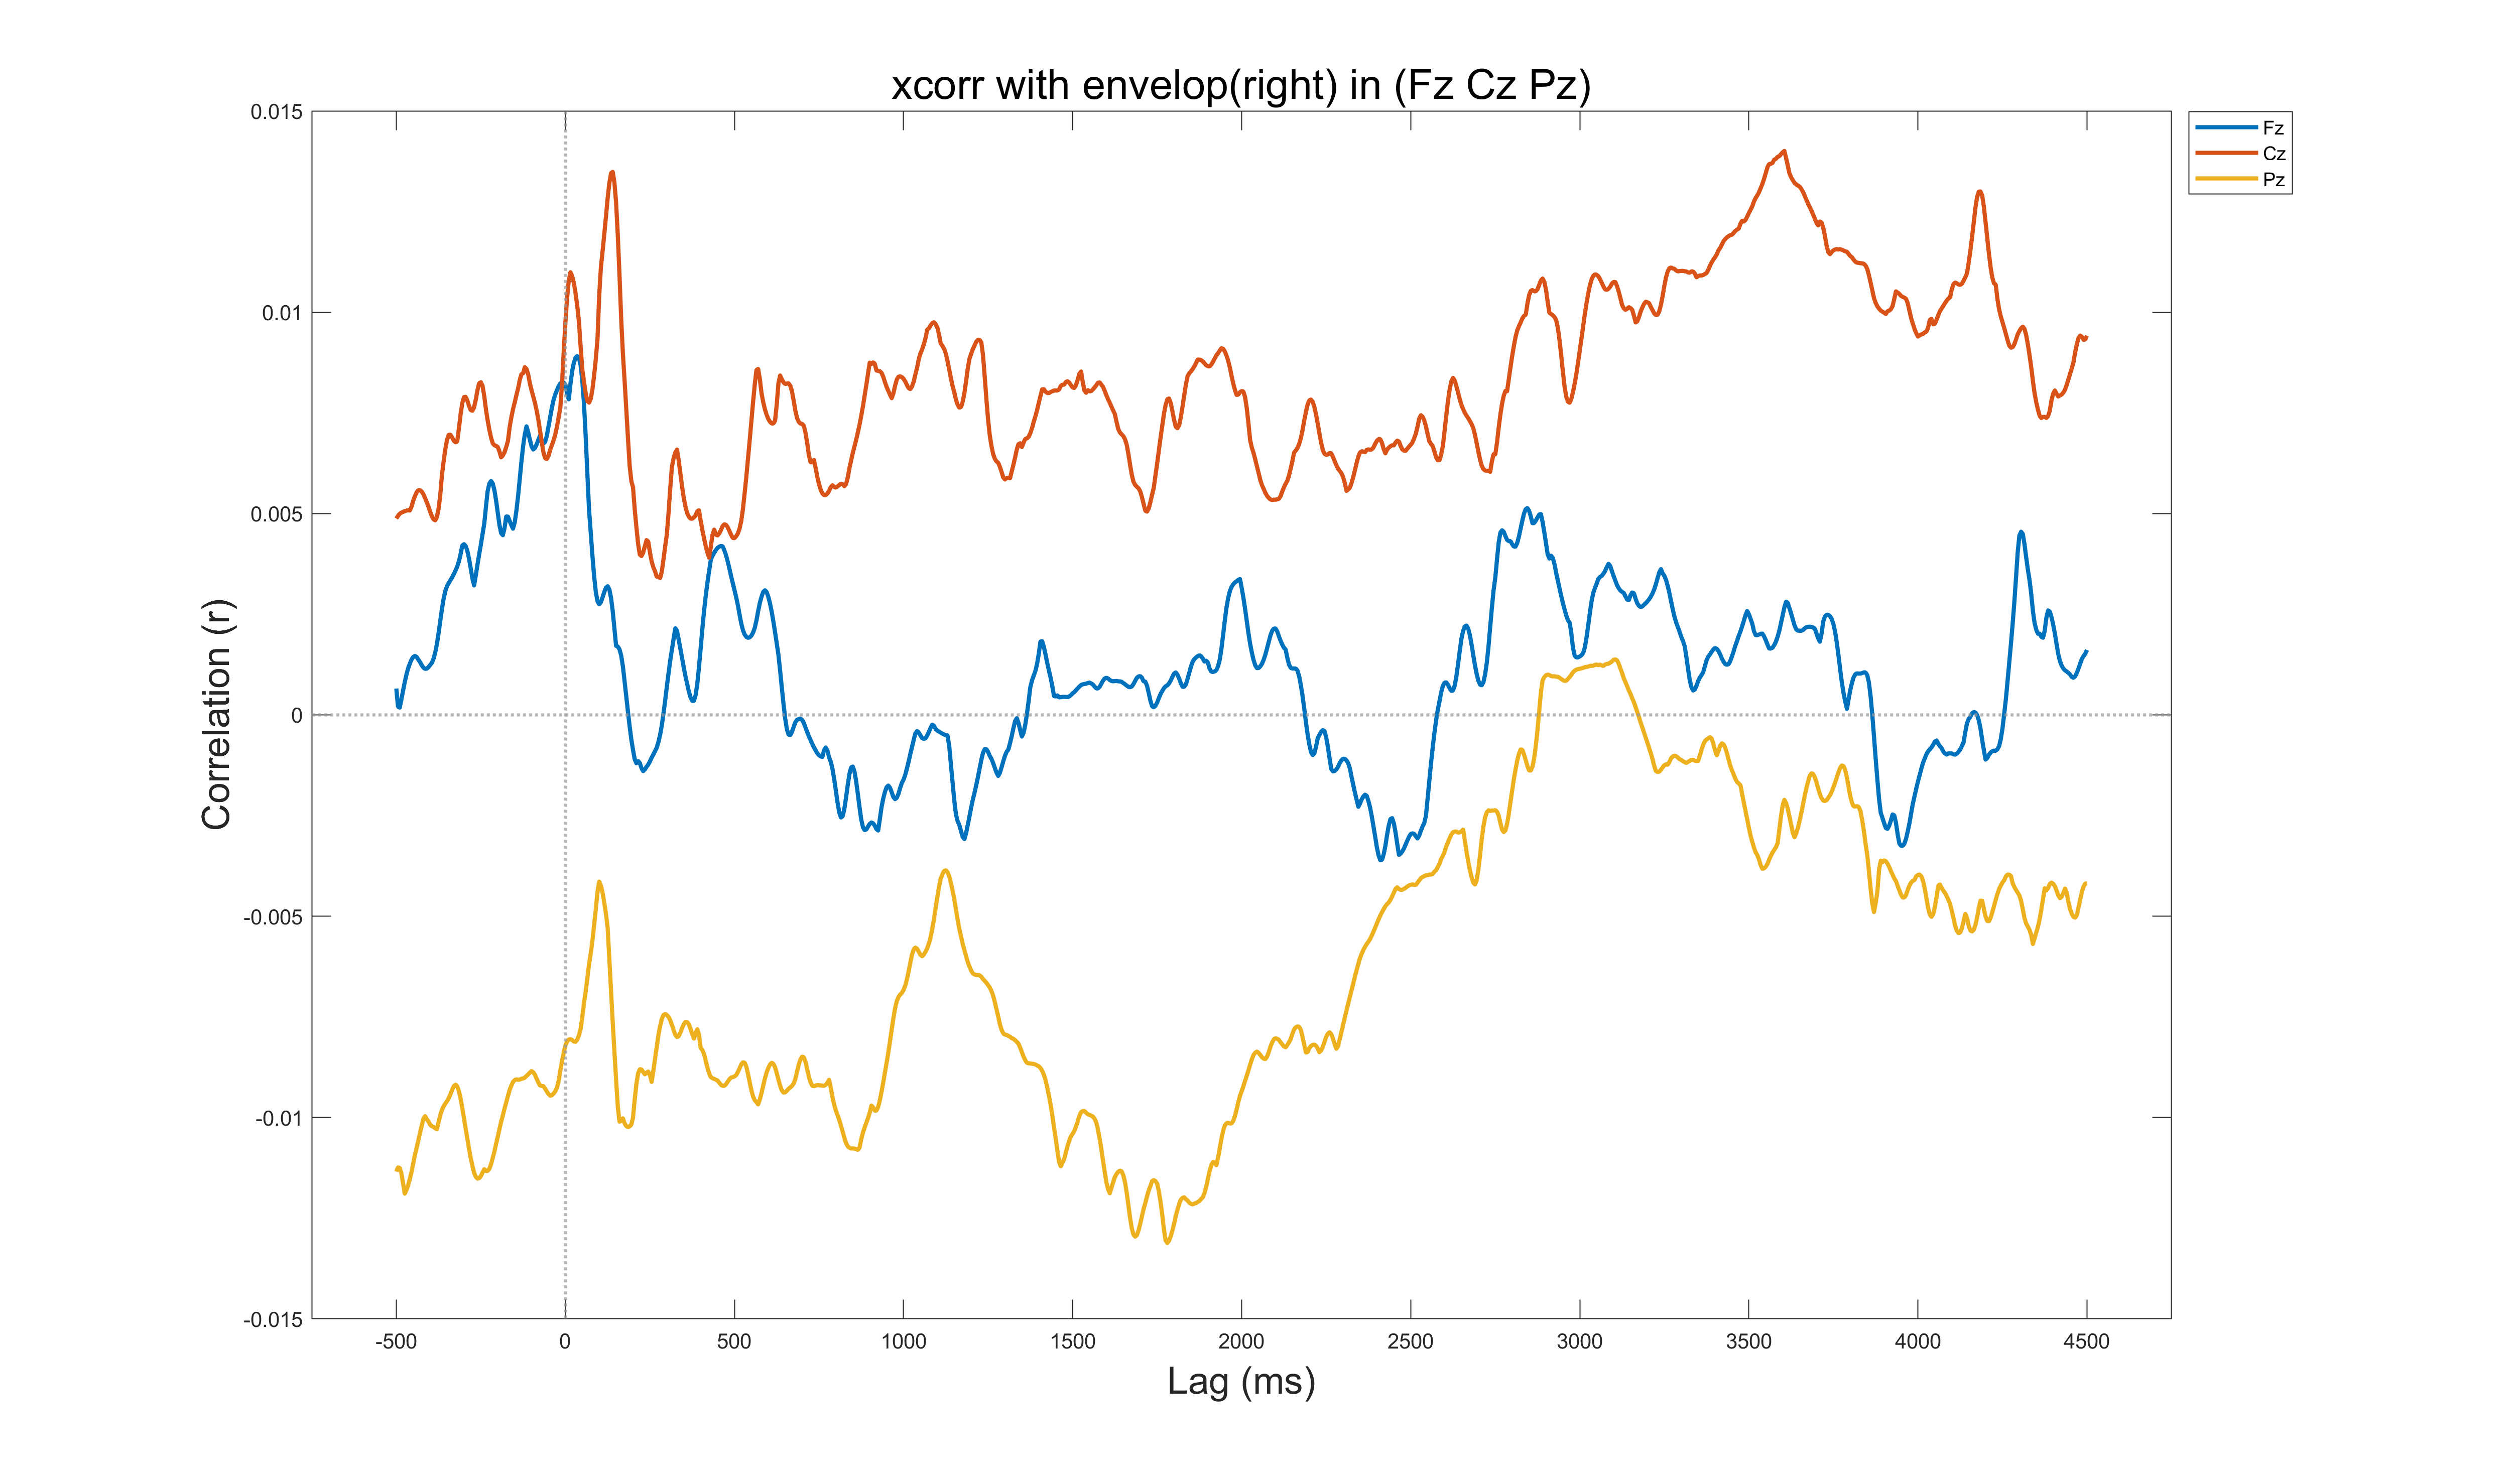 xcorr with envelop(right) in (Fz Cz Pz)
Fz
Cz
Pz
Correlation (r)
0.015
0.01
0.005
0
-0.005
-0.01
-0.015
-500 0 500 1000 1500 2000 2500 3000 3500 4000 4500
Lag (ms)